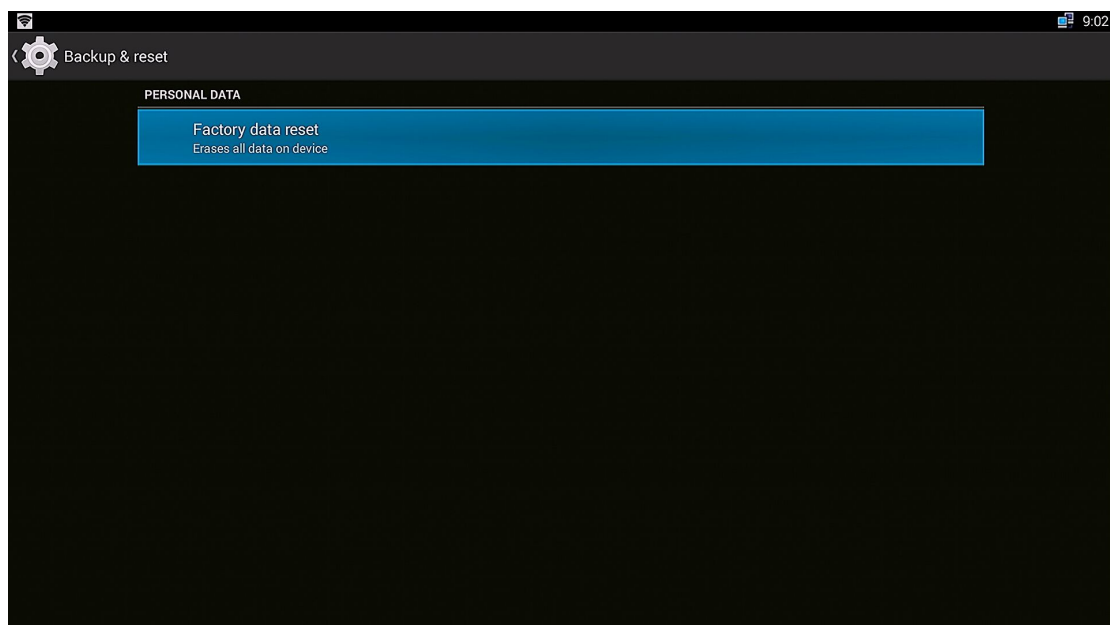 9:02
Backup & reset
PERSONAL DATA
Factory data reset
Erases all data on device